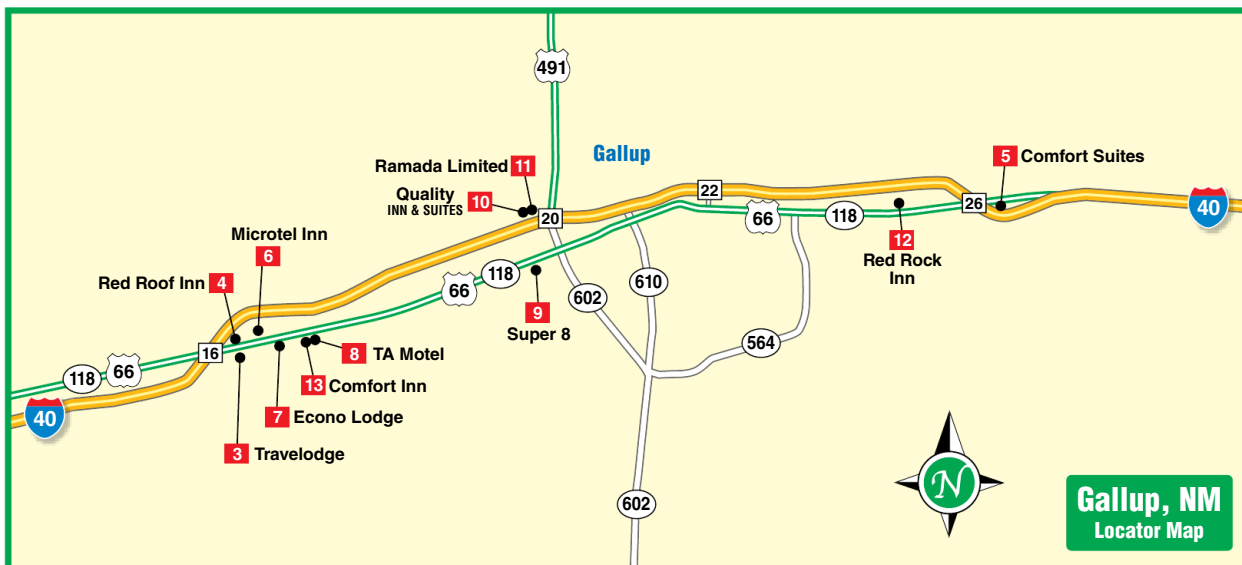 491
Gallup
Ramada Limited 11
Quality
INN & SUITES
10
5 Comfort Suites
22
20
26
40
66
118
12
Red Rock
Inn
Microtel Inn
6
Red Roof Inn 4
118
66
9
Super 8
602
610
564
16
8 TA Motel
13 Comfort Inn
7 Econo Lodge
3 Travelodge
118
66
40
602
N
Gallup, NM
Locator Map